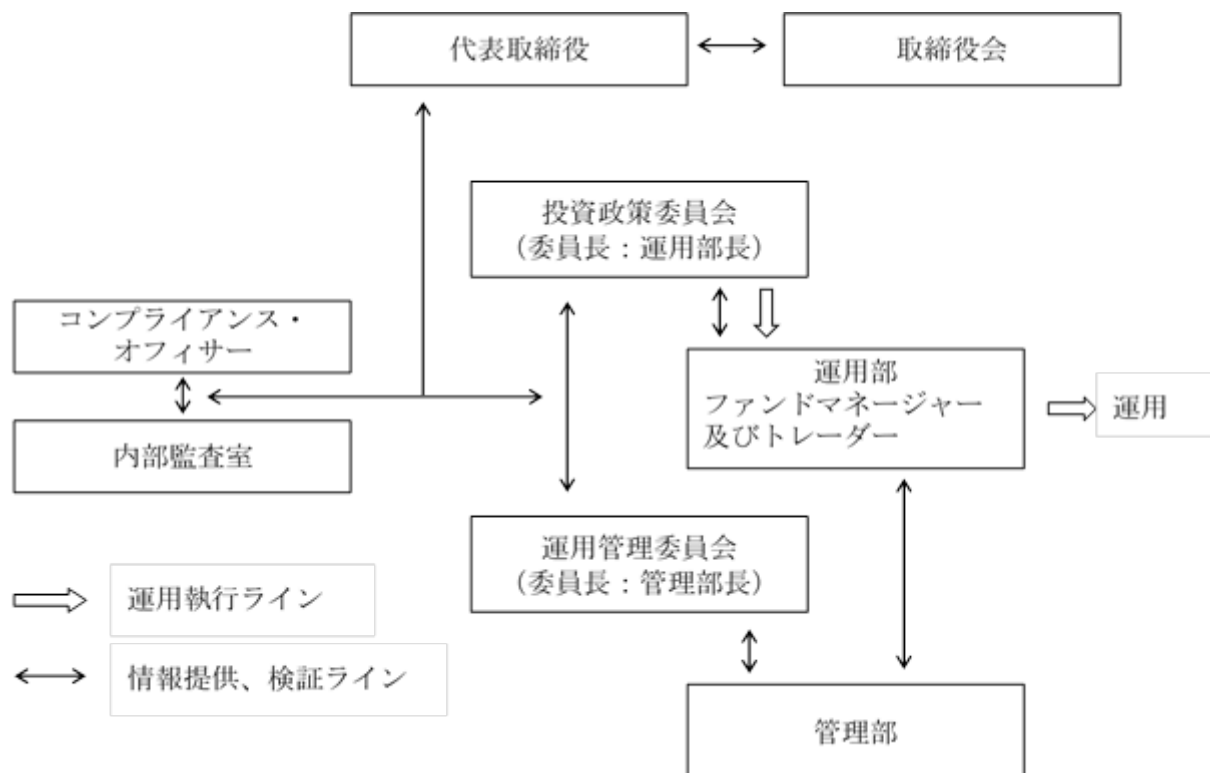 代表取締役
取締役会
投資政策委員会
（委員長：運用部長）
コンプライアンス・
オフィサー
運用部
ファンドマネージャー
及びトレーダー
運用
内部監査室
運用管理委員会
（委員長：管理部長）
運用執行ライン
情報提供、検証ライン
管理部